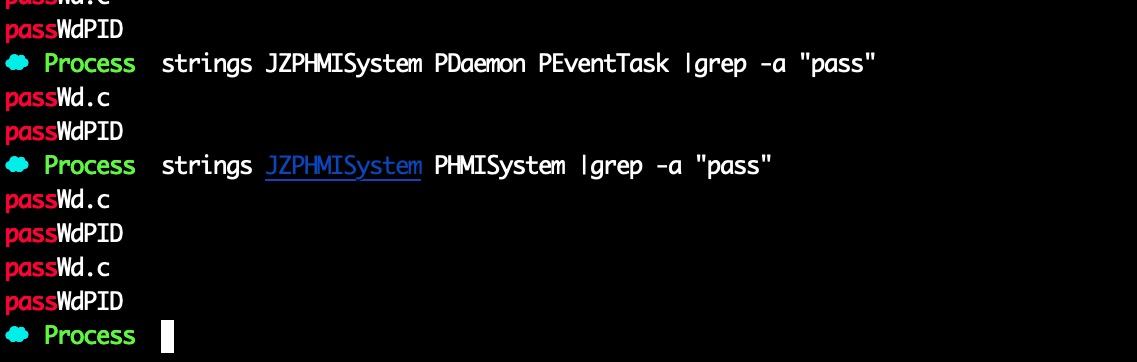 passWdPID
Process strings JZPHMISystem PDaemon PEventTask |grep -a "pass"
passWd.c
passWdPID
Process strings JZPHMISystem PHMISystem |grep -a "pass"
passWd.c
passWdPID
passWd.c
passWdPID
Process